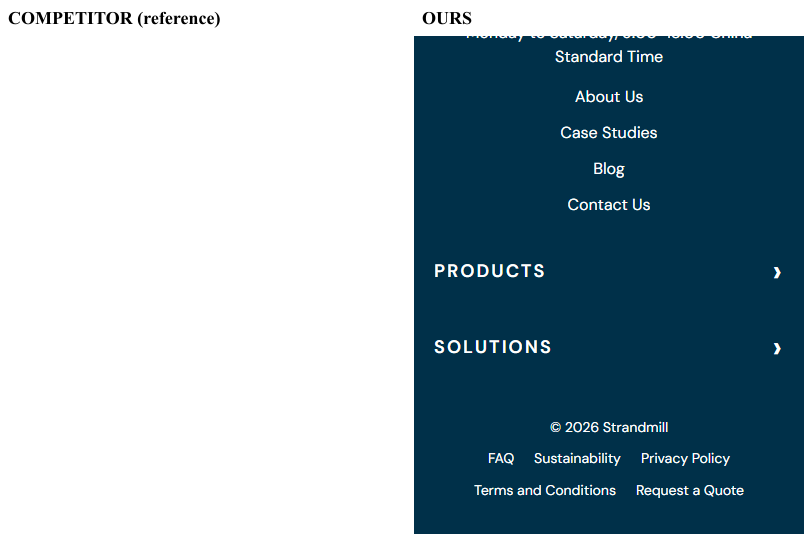 COMPETITOR (reference)
OURS
Standard Time
About Us
Case Studies
Blog
Contact Us
PRODUCTS
SOLUTIONS
© 2026 Strandmill
FAQ Sustainability Privacy Policy
Terms and Conditions Request a Quote